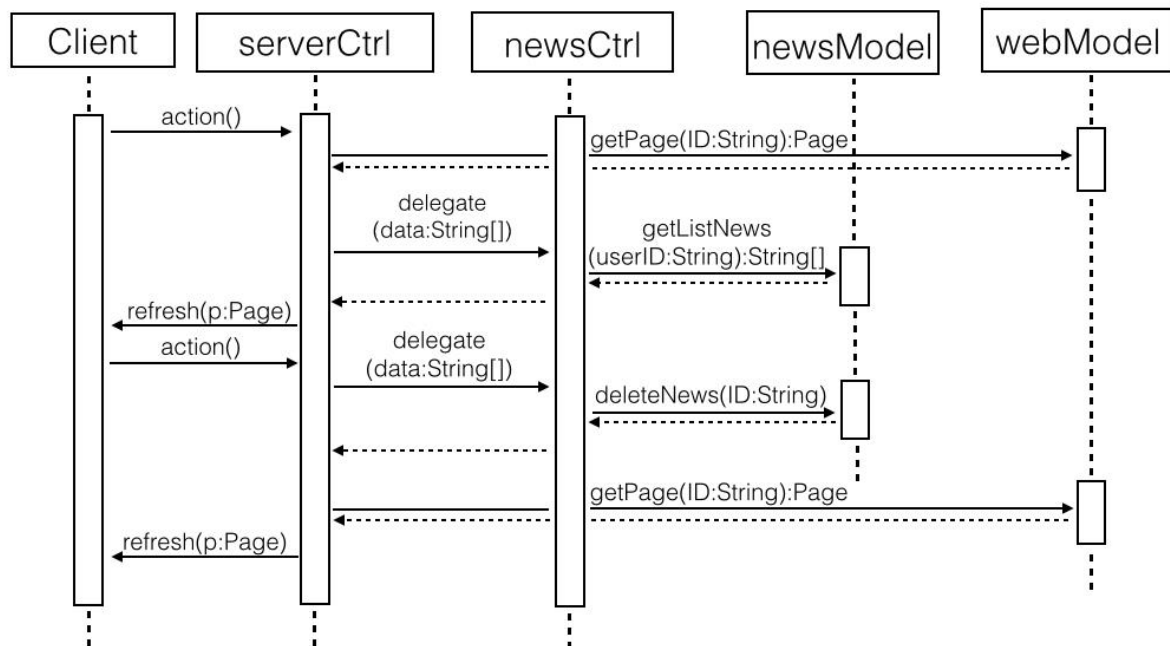 Client
serverCtrl
newsCtrl
newsModel
webModel
action()
getPage(ID:String):Page
delegate
(data:String[])
getListNews
(userID:String):String[]
refresh(p:Page)
action()
delegate
(data:String[])
deleteNews(ID:String)
getPage(ID:String):Page
refresh(p:Page)